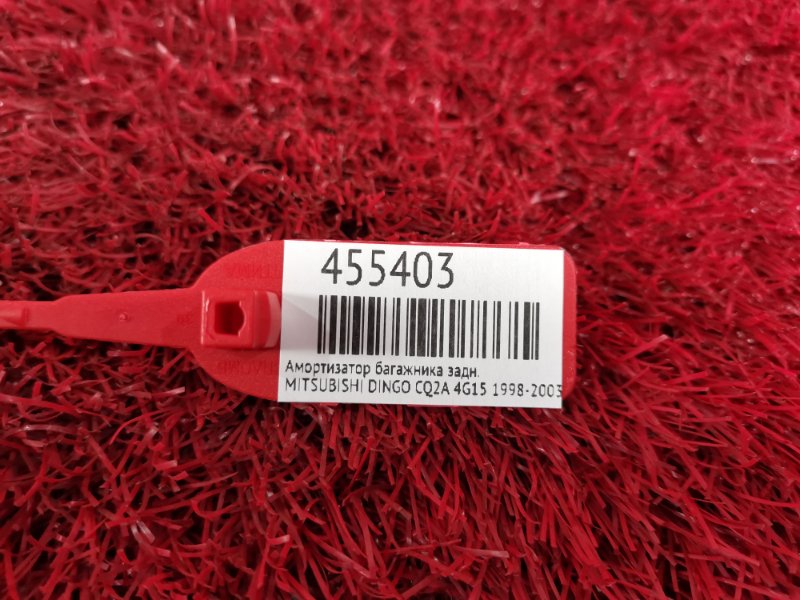 455403
Амортизатор багажника задн.
MITSUBISHI DINGO CQ2A 4G15 1998-2003